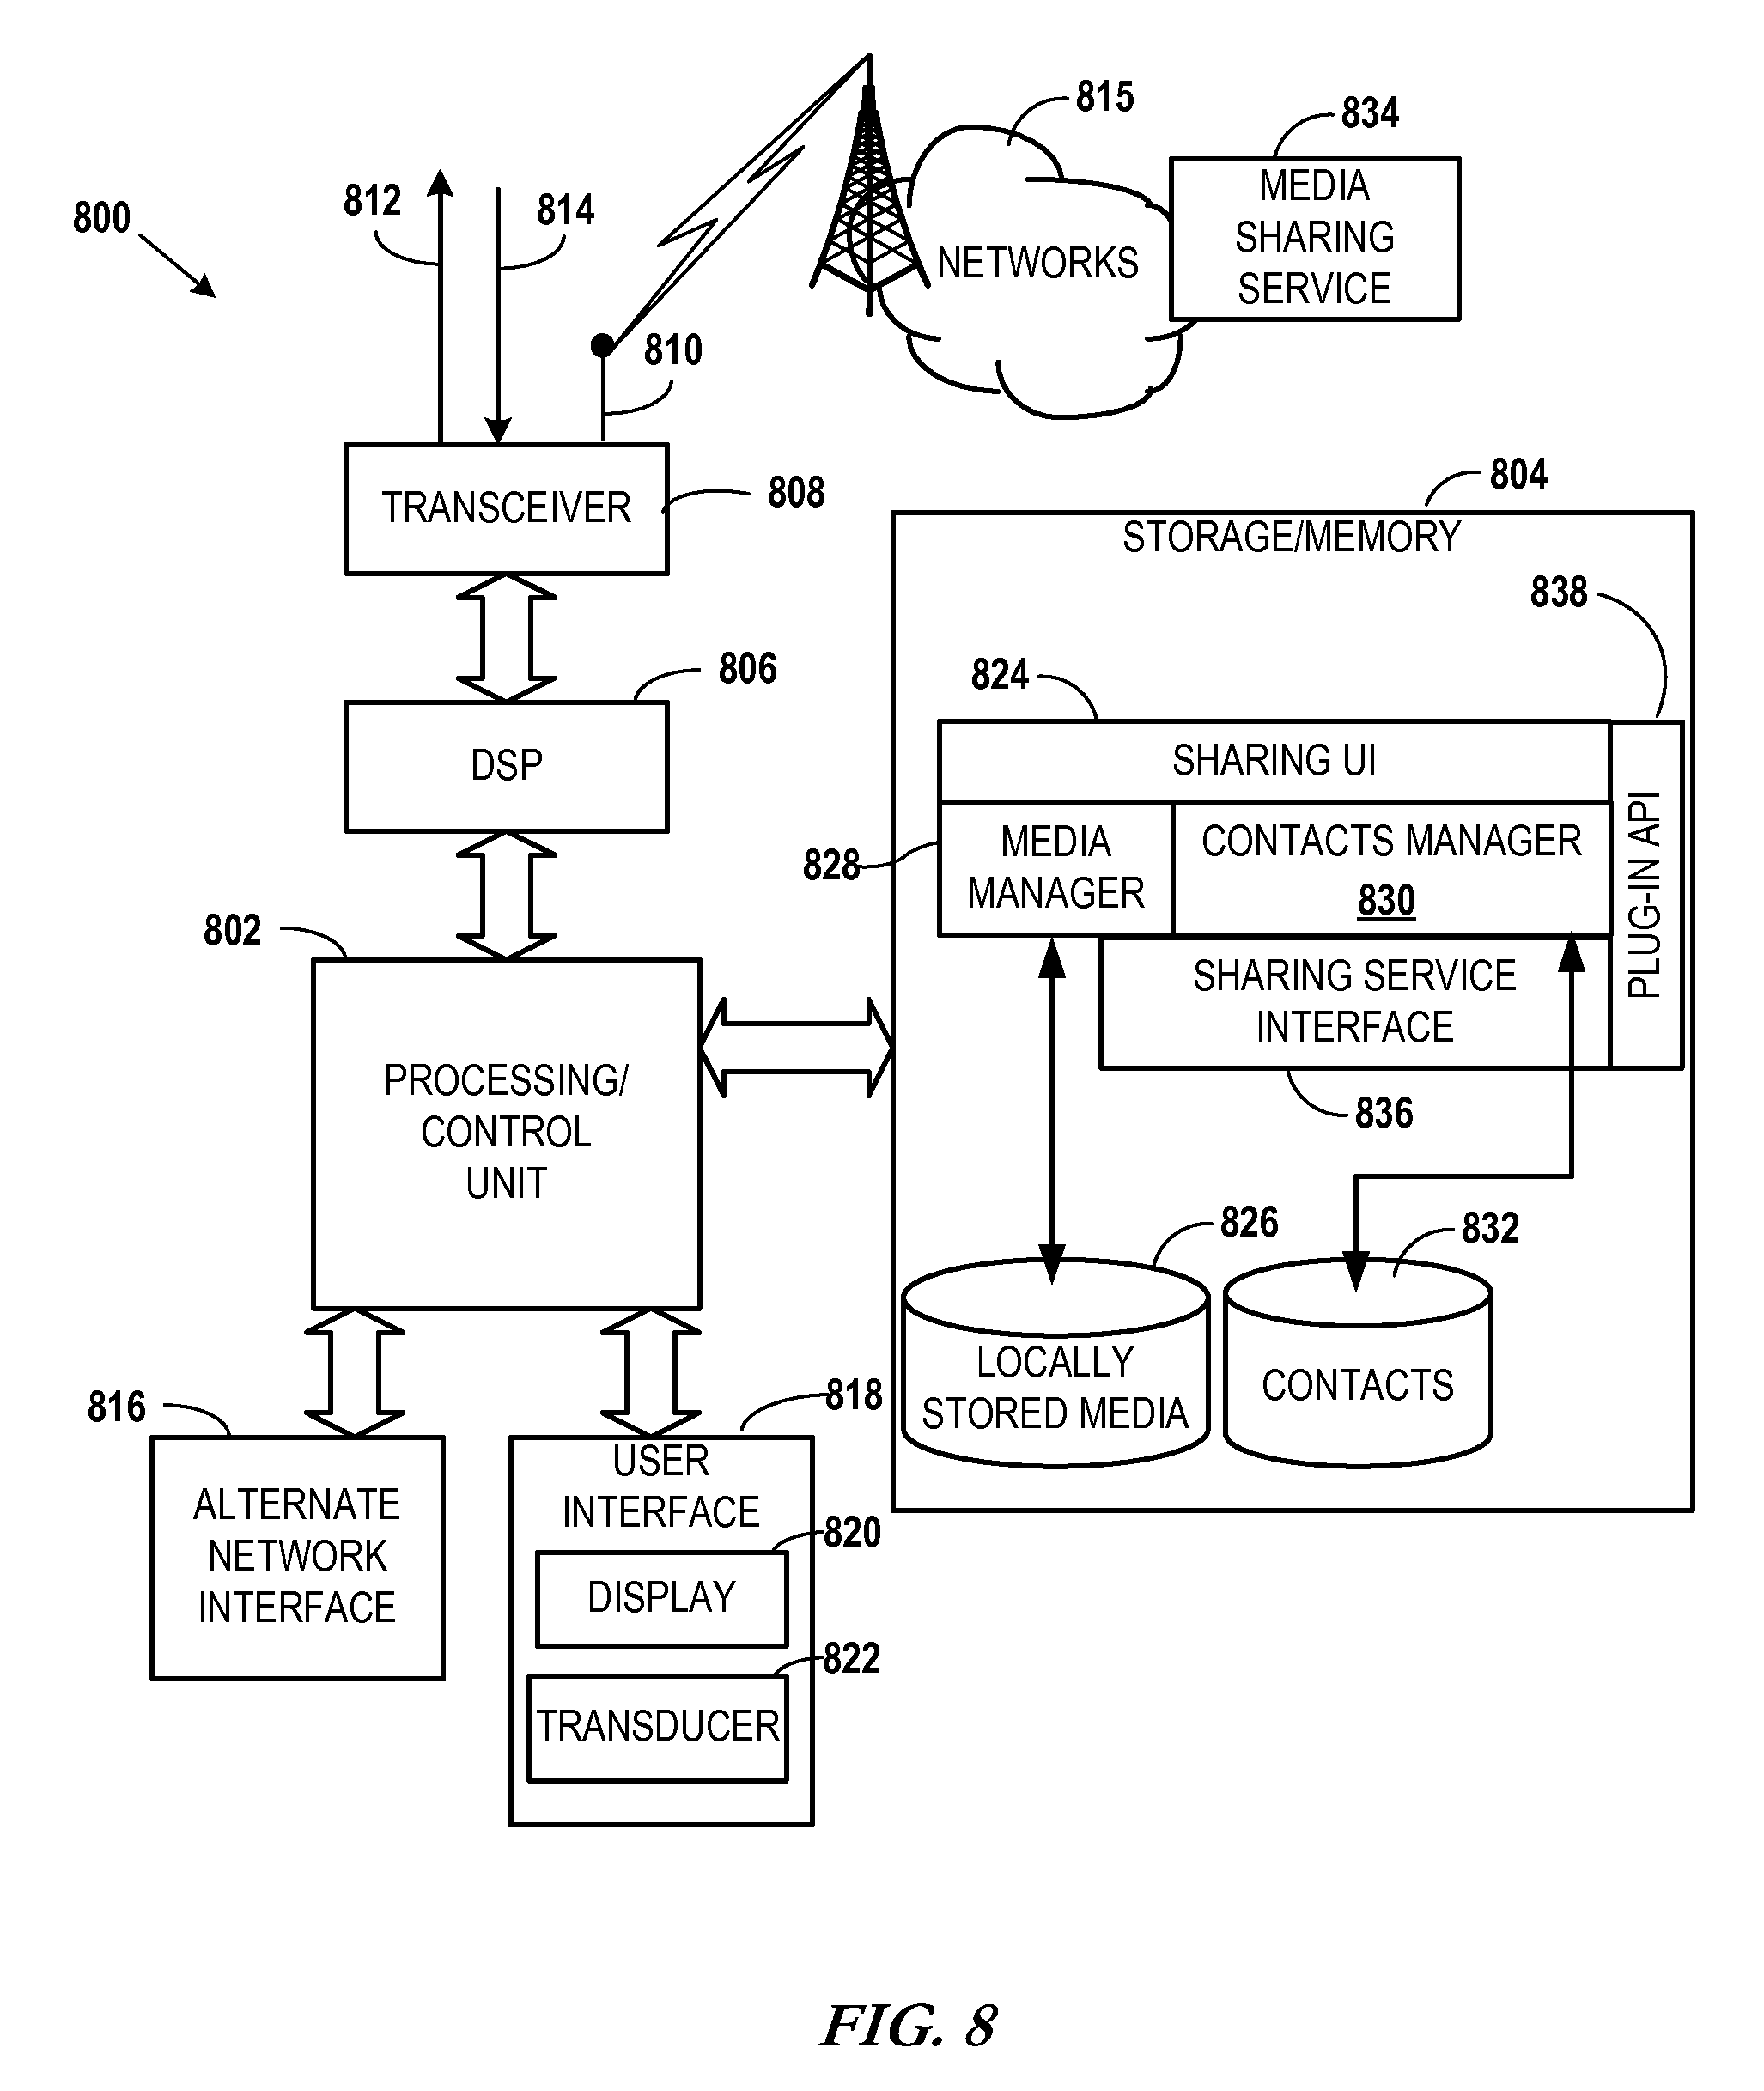 815
834
MEDIA
SHARING
SERVICE
800
812
814
NETWORKS
810
TRANSCEIVER
808
804
STORAGE/MEMORY
838
806
824
DSP
SHARING UI
PLUG-IN API
828
MEDIA
MANAGER
CONTACTS MANAGER
830
802
SHARING SERVICE
INTERFACE
PROCESSING/
CONTROL
UNIT
836
826
832
LOCALLY
STORED MEDIA
CONTACTS
816
818
ALTERNATE
NETWORK
INTERFACE
USER
INTERFACE
820
DISPLAY
822
TRANSDUCER
FIG. 8